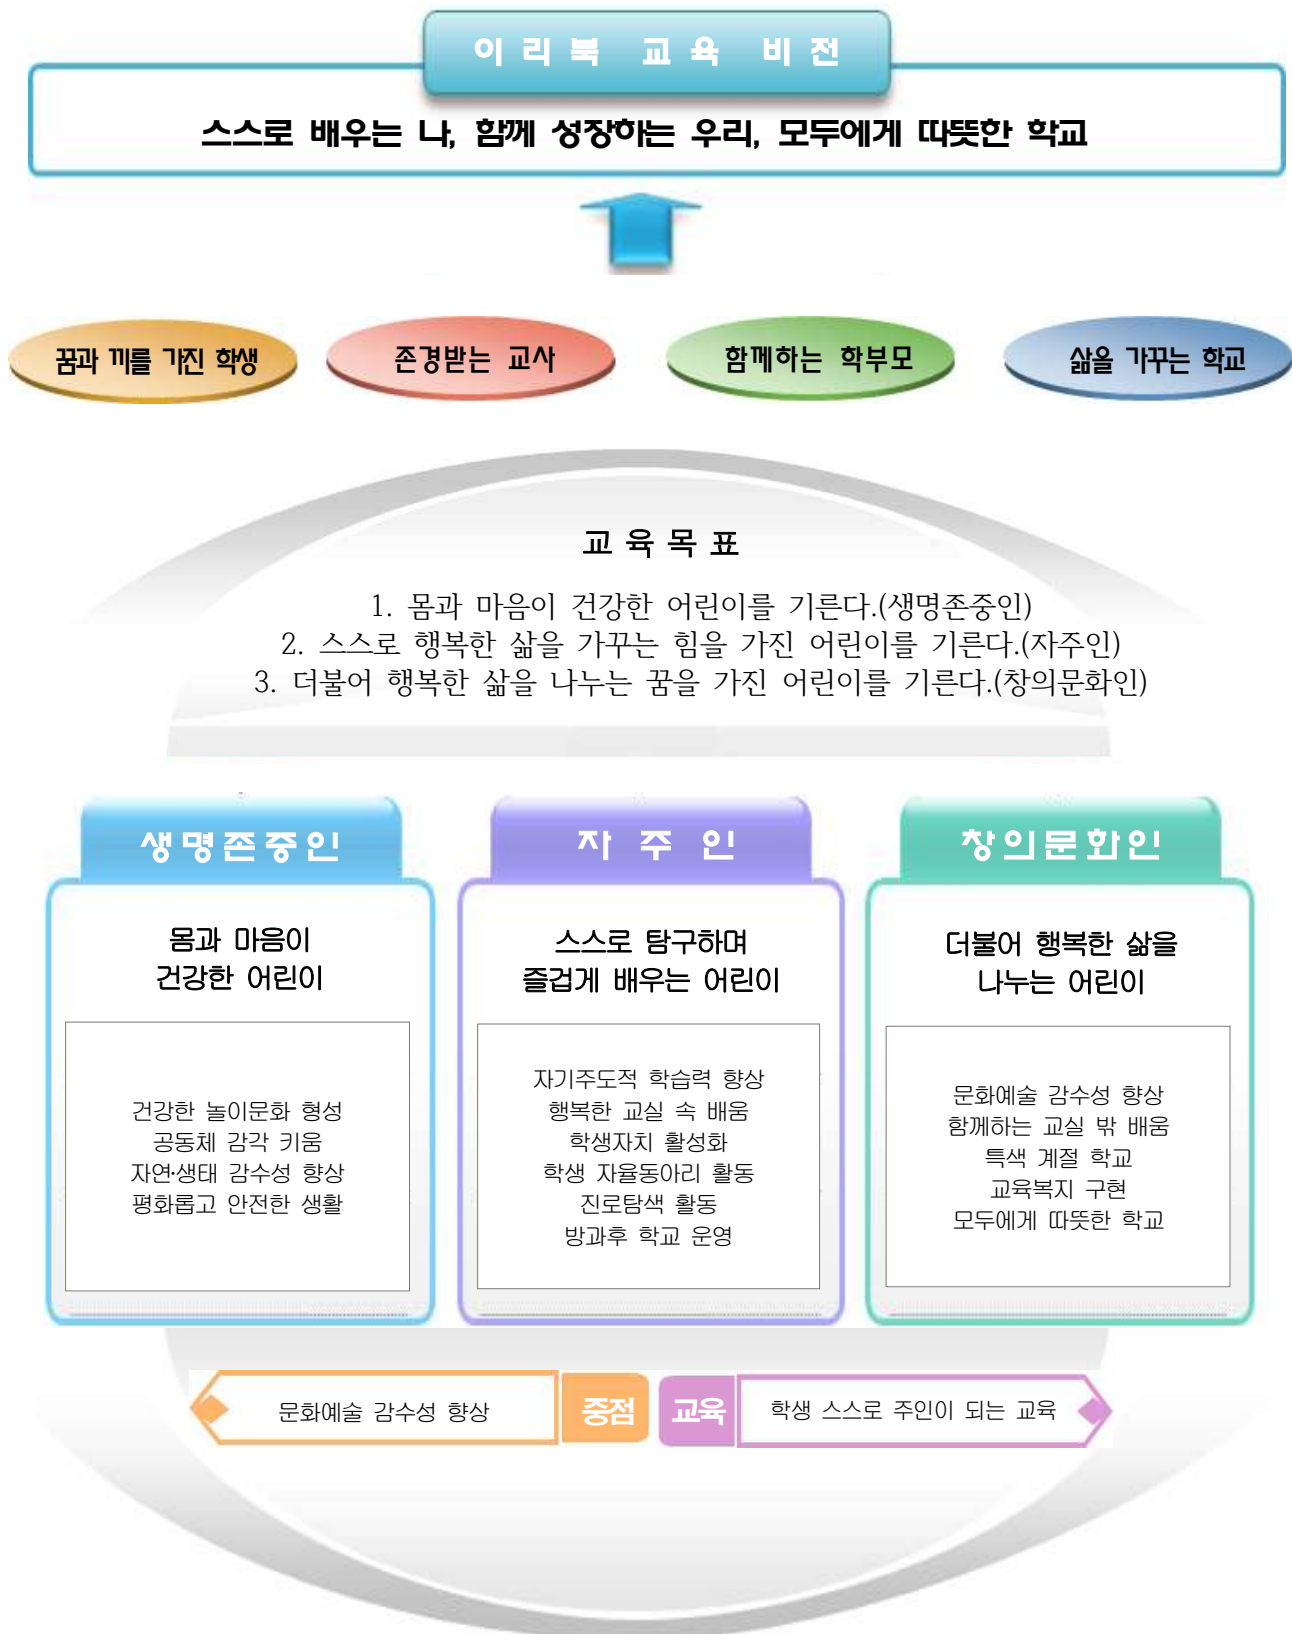 이리북 교육 비전
스스로 배우는 나, 함께 성장하는 우리, 모두에게 따뜻한 학교
꿈과 끼를 가진 학생
존경받는 교사
함께하는 학부모
삶을 가꾸는 학교
교육목표
1. 몸과 마음이 건강한 어린이를 기른다.(생명존중인)
2. 스스로 행복한 삶을 가꾸는 힘을 가진 어린이를 기른다.(자주인)
3. 더불어 행복한 삶을 나누는 꿈을 가진 어린이를 기른다.(창의문화인)
생명존중인
몸과 마음이
건강한 어린이
건강한 놀이문화 형성
공동체 감각 키움
자연·생태 감수성 향상
평화롭고 안전한 생활
자 주 인
스스로 탐구하며
즐겁게 배우는 어린이
자기주도적 학습력 향상
행복한 교실 속 배움
학생자치 활성화
학생 자율동아리 활동
진로탐색 활동
방과후 학교 운영
창의문화인
더불어 행복한 삶을
나누는 어린이
문화예술 감수성 향상
함께하는 교실 밖 배움
특색 계절 학교
교육복지 구현
모두에게 따뜻한 학교
문화예술 감수성 향상
중점
교육
학생 스스로 주인이 되는 교육